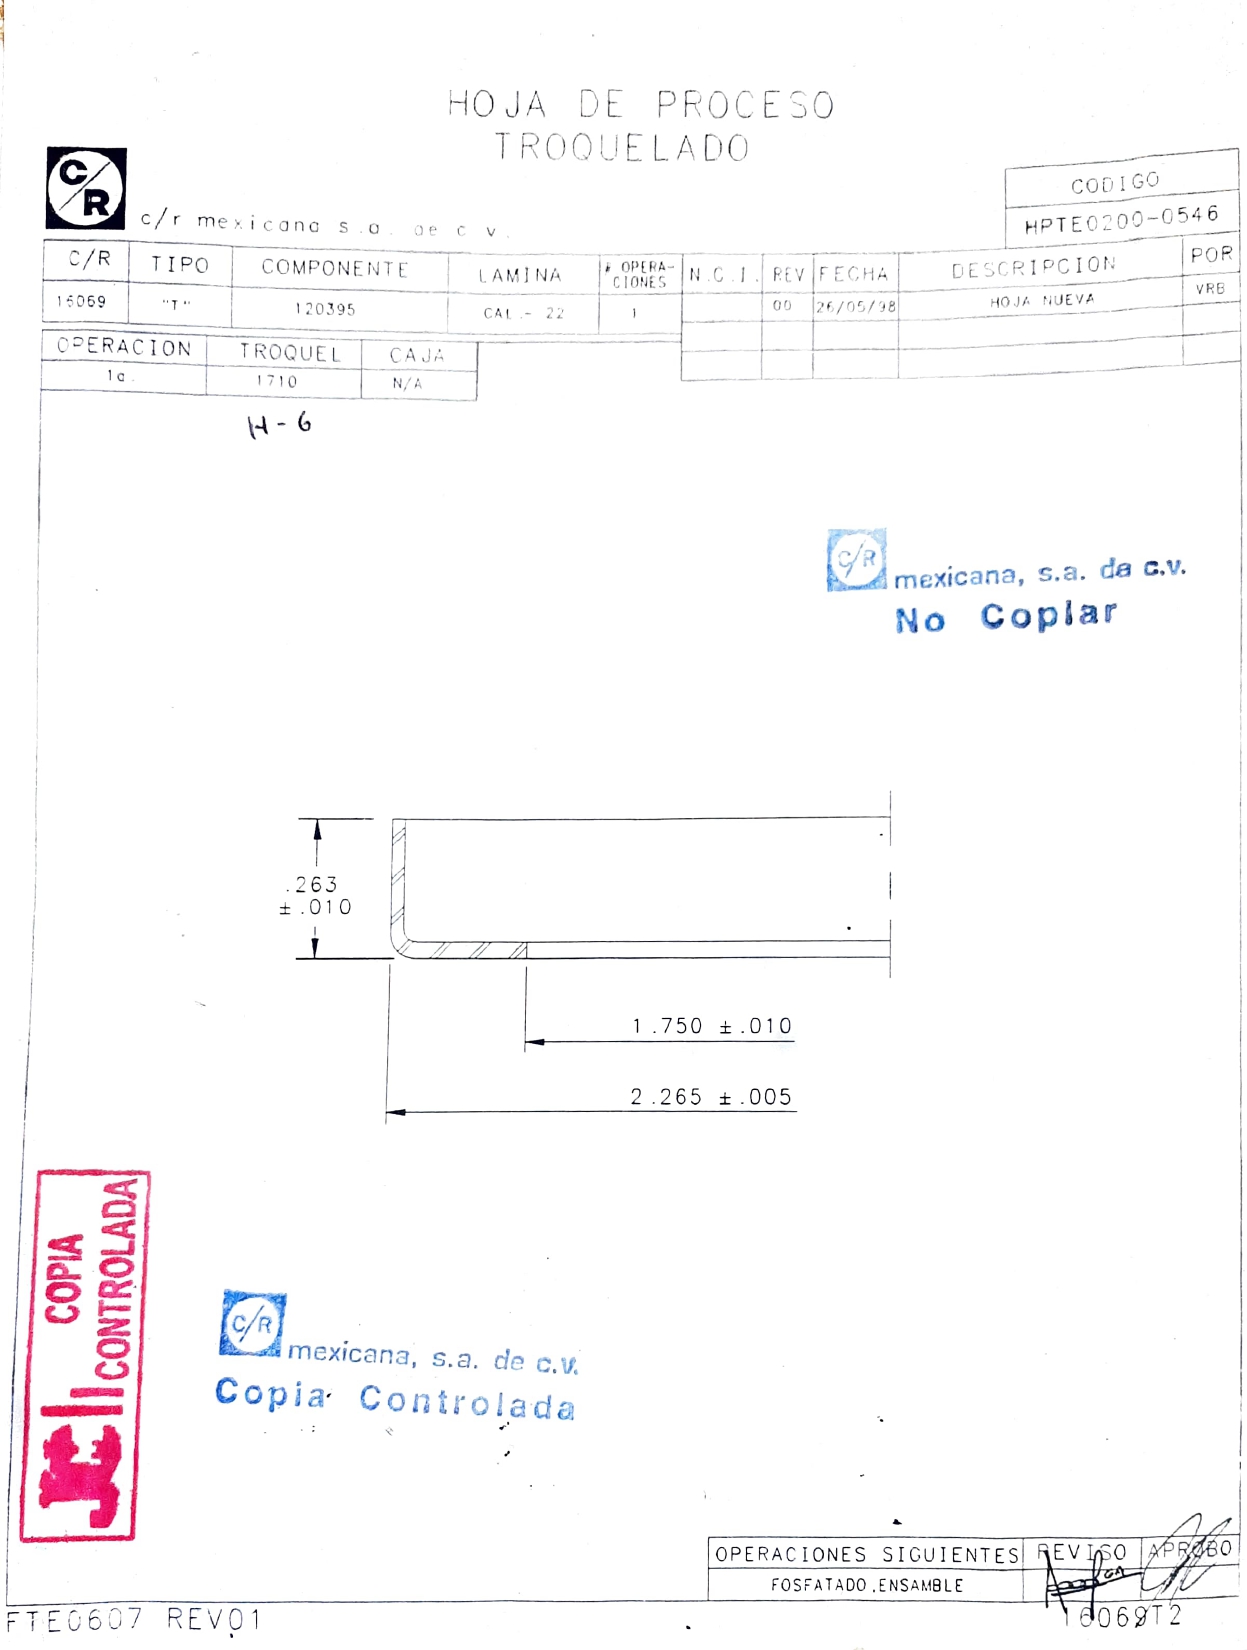 HOJA DE PROCESO
TROQUELADO
C/R
c/r mexicana s.a. de c v.
CODIGO
HPTE0200-0546
C/R TIPO COMPONENTE LAMINA # OPERA-CIONES N.C.I. REV FECHA DESCRIPCION POR
16069 "T" 120395 CAL.- 22 1 00 26/05/98 HOJA NUEVA VRB
OPERACION TROQUEL CAJA
1a. 1710 N/A
H-6
C/R mexicana, s.a. de c.v.
No Copiar
.263
±.010
1.750 ±.010
2.265 ±.005
COPIA
CONTROLADA
C/R mexicana, s.a. de c.v.
Copia Controlada
OPERACIONES SIGUIENTES REVISO APROBO
FOSFATADO,ENSAMBLE
FTE0607 REV01
16069T2